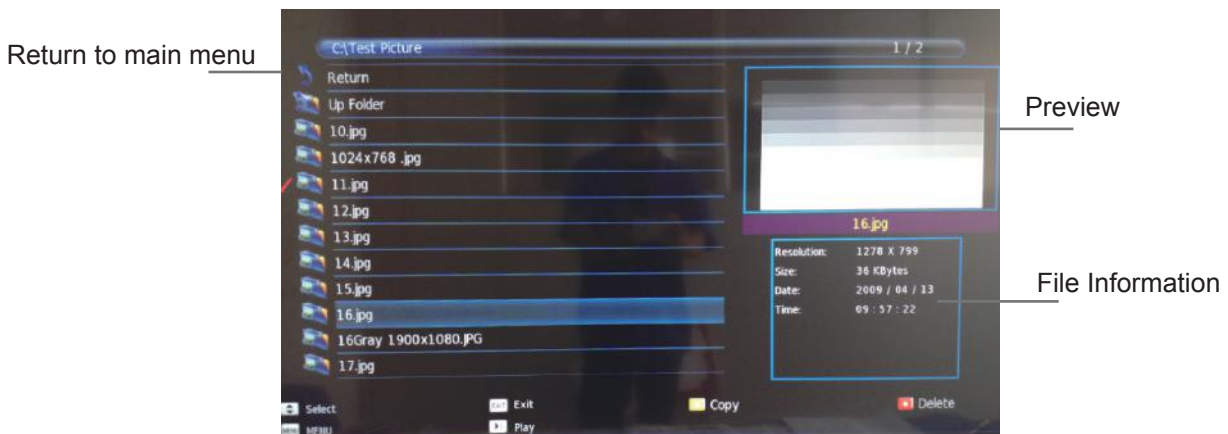 Return to main menu
C:\Test Picture 1 / 2
Return
Up Folder
10.jpg
1024x768 .jpg
11.jpg
12.jpg
13.jpg
14.jpg
15.jpg
16.jpg
16Gray 1900x1080.JPG
17.jpg
Preview
16.jpg
Resolution: 1278 X 799
Size: 36 KBytes
Date: 2009 / 04 / 13
Time: 09 : 57 : 22
File Information
Select Exit Copy Delete
MENU Play